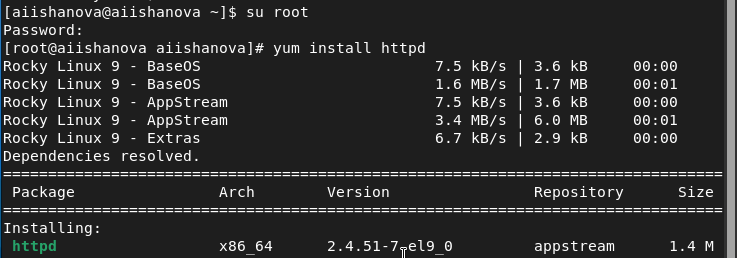 [aiishanova@aiishanova ~]$ su root
Password:
[root@aiishanova aiishanova]# yum install httpd
Rocky Linux 9 - BaseOS 7.5 kB/s | 3.6 kB 00:00
Rocky Linux 9 - BaseOS 1.6 MB/s | 1.7 MB 00:01
Rocky Linux 9 - AppStream 7.5 kB/s | 3.6 kB 00:00
Rocky Linux 9 - AppStream 3.4 MB/s | 6.0 MB 00:01
Rocky Linux 9 - Extras 6.7 kB/s | 2.9 kB 00:00
Dependencies resolved.
================================================================================
Package Arch Version Repository Size
================================================================================
Installing:
httpd x86_64 2.4.51-7.el9_0 appstream 1.4 M